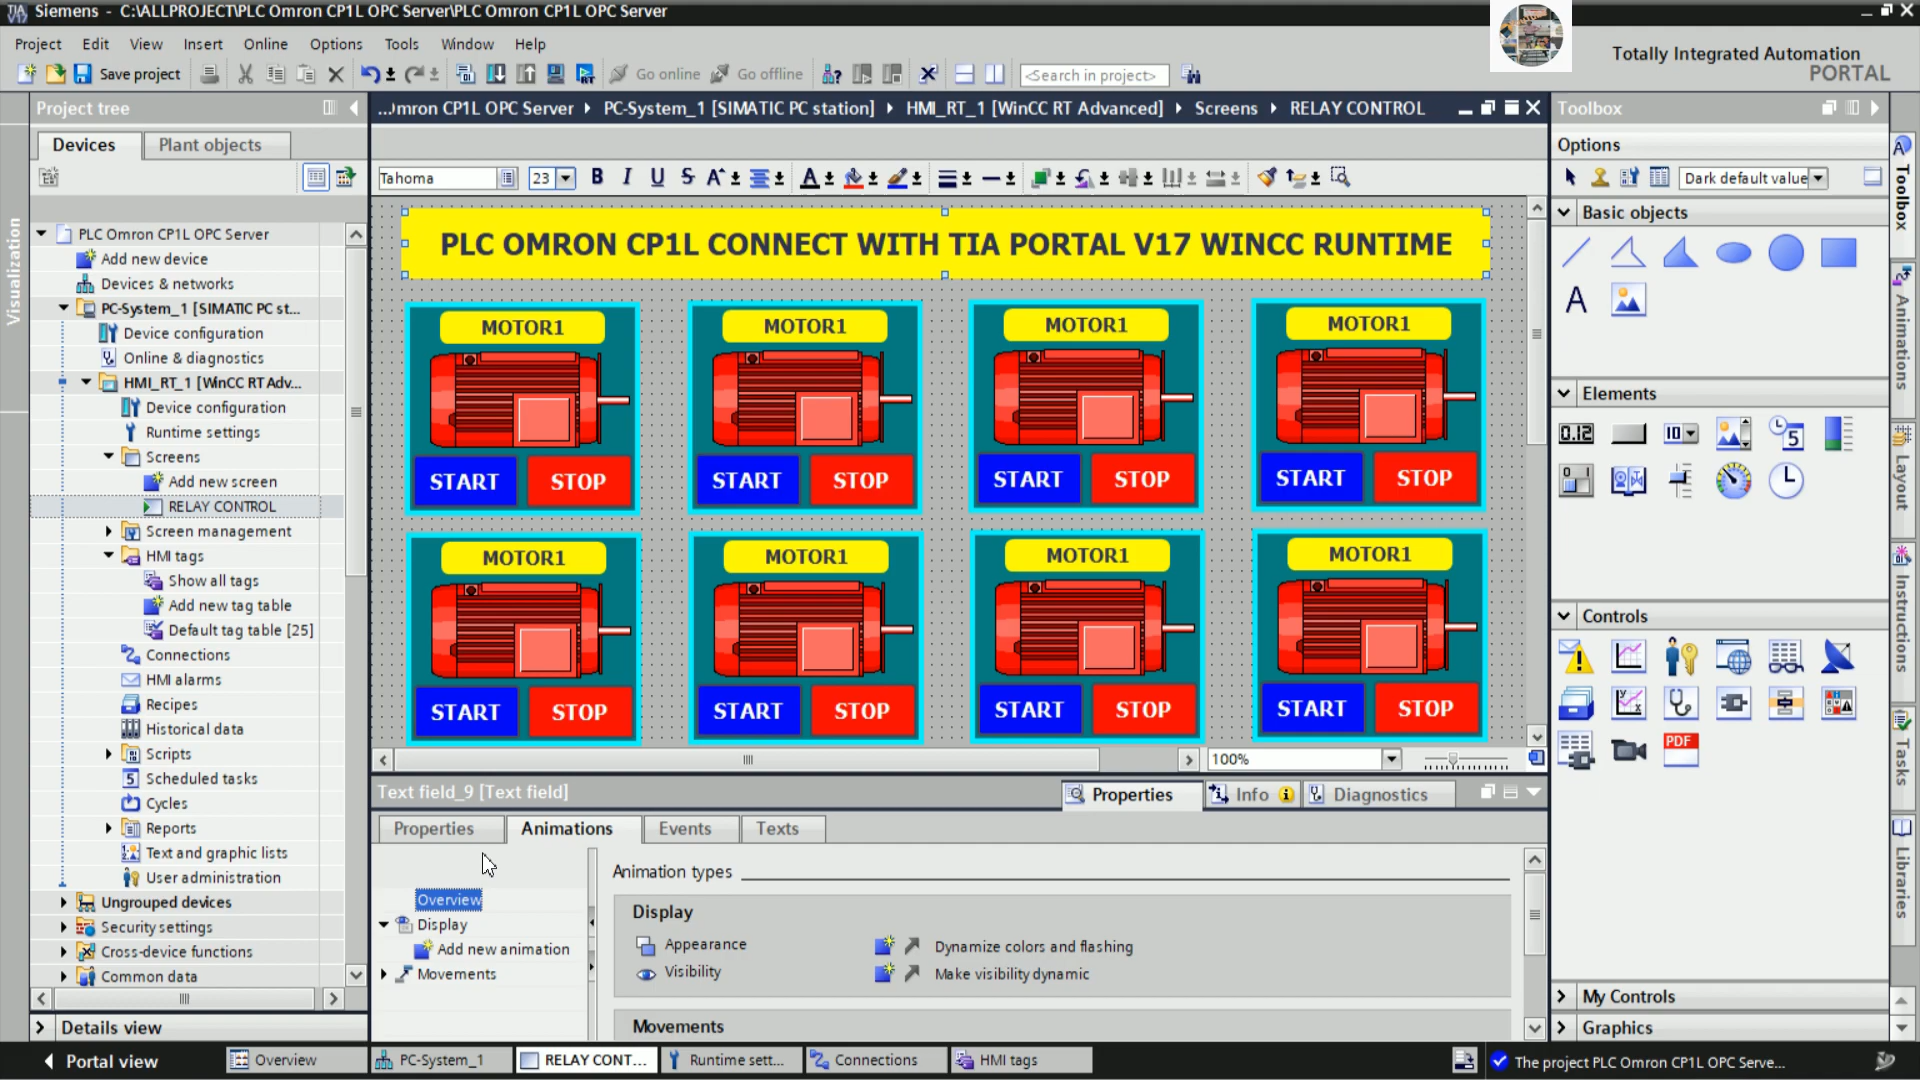 Siemens - C:\ALLPROJECT\PLC Omron CP1L OPC Server\PLC Omron CP1L OPC Server
Project Edit View Insert Online Options Tools Window Help
Totally Integrated Automation
PORTAL
Save project
Go online
Go offline
<Search in project>
Project tree
...)mron CP1L OPC Server PC-System_1 [SIMATIC PC station] HMI_RT_1 [WinCC RT Advanced] Screens RELAY CONTROL
Toolbox
Devices
Plant objects
Options
Tahoma
23
B I U S A
Dark default value
Visualization
Basic objects
PLC Omron CP1L OPC Server
Add new device
Devices & networks
PC-System_1 [SIMATIC PC st...
Device configuration
Online & diagnostics
HMI_RT_1 [WinCC RT Adv...
Device configuration
Runtime settings
Screens
Add new screen
RELAY CONTROL
Screen management
HMI tags
Show all tags
Add new tag table
Default tag table [25]
Connections
HMI alarms
Recipes
Historical data
Scripts
Scheduled tasks
Cycles
Reports
Text and graphic lists
User administration
Ungrouped devices
Security settings
Cross-device functions
Common data
Details view
PLC OMRON CP1L CONNECT WITH TIA PORTAL V17 WINCC RUNTIME
MOTOR1 MOTOR1 MOTOR1 MOTOR1
START STOP START STOP START STOP START STOP
MOTOR1 MOTOR1 MOTOR1 MOTOR1
START STOP START STOP START STOP START STOP
100%
Text field_9 [Text field]
Properties
Info
Diagnostics
Properties Animations Events Texts
Overview
Display
Add new animation
Movements
Animation types
Display
Appearance
Dynamize colors and flashing
Visibility
Make visibility dynamic
Movements
A
Elements
0.12
10
5
Controls
PDF
My Controls
Graphics
Toolbox
Animations
Layout
Instructions
Tasks
Libraries
Portal view
Overview
PC-System_1
RELAY CONT...
Runtime sett...
Connections
HMI tags
The project PLC Omron CP1L OPC Serve...